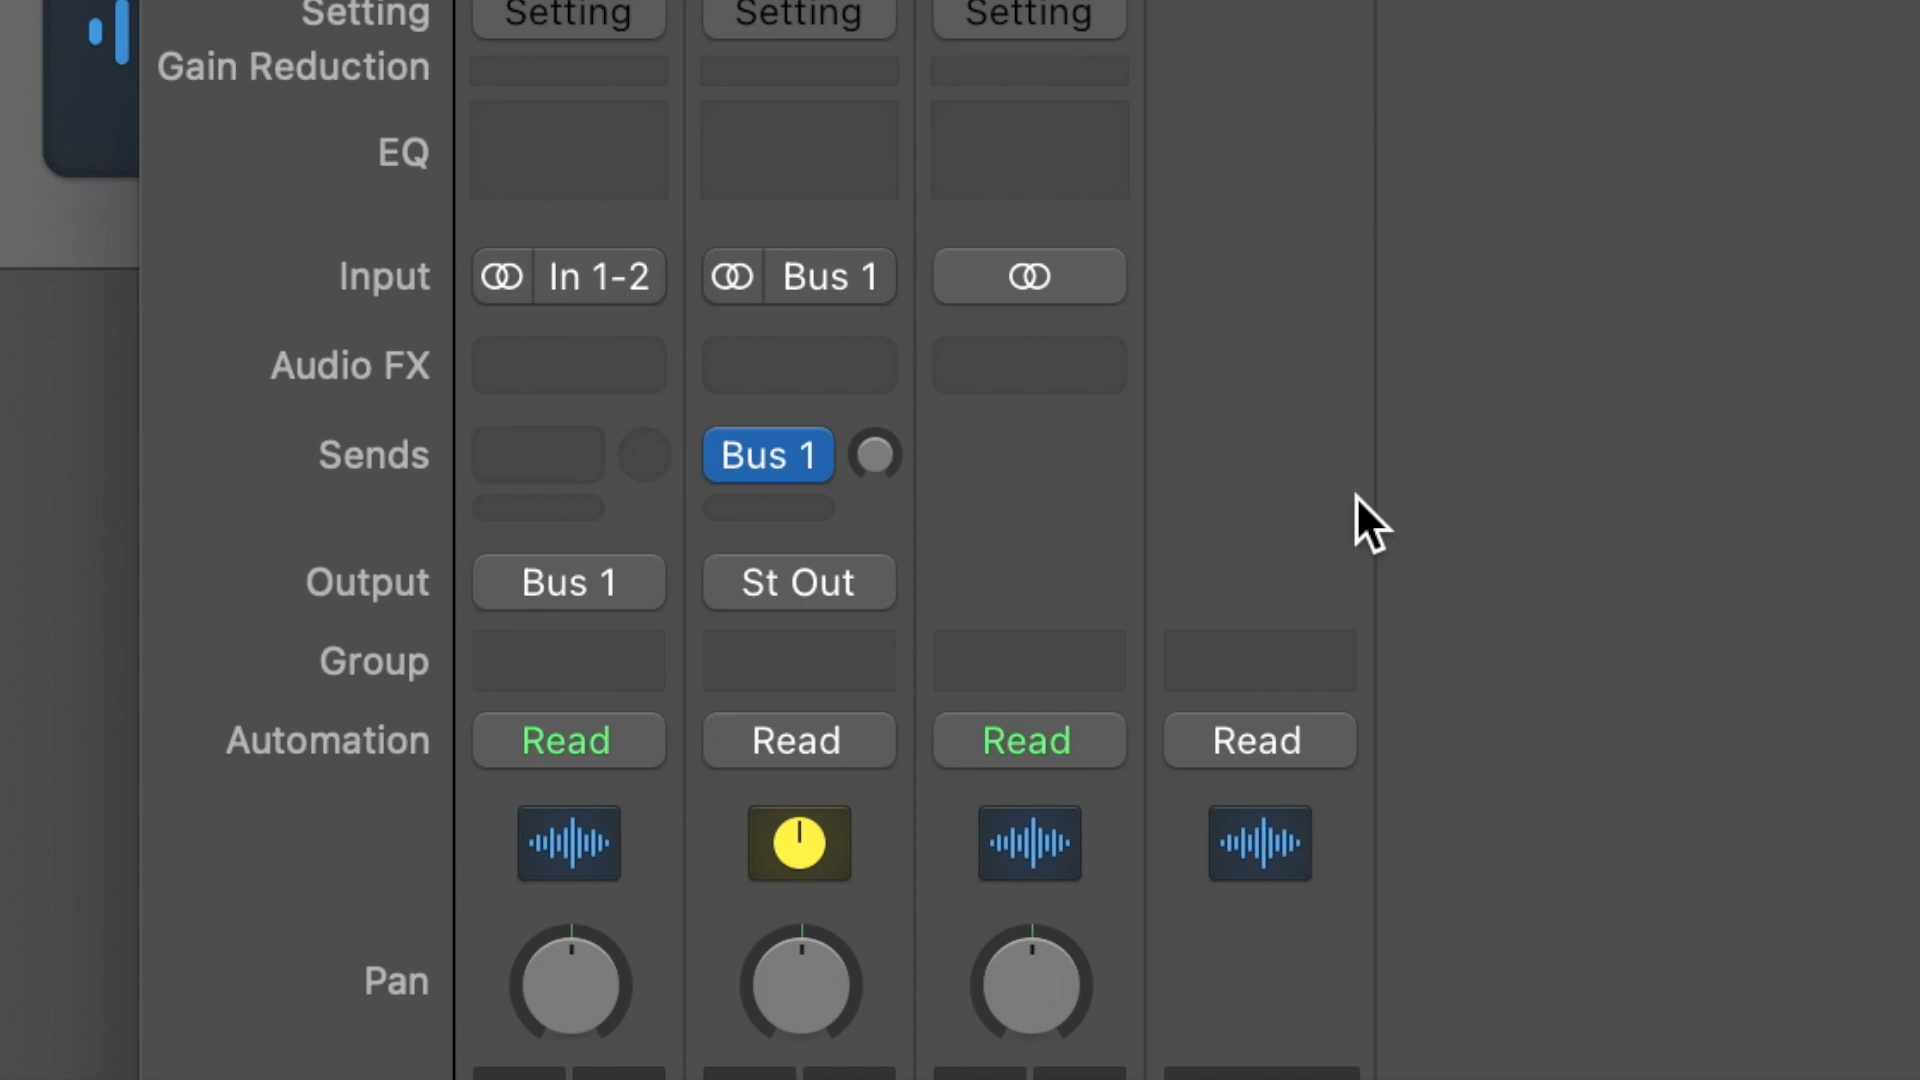 Setting Setting Setting Setting
Gain Reduction
EQ
Input In 1-2 Bus 1
Audio FX
Sends Bus 1
Output Bus 1 St Out
Group
Automation Read Read Read Read
Pan